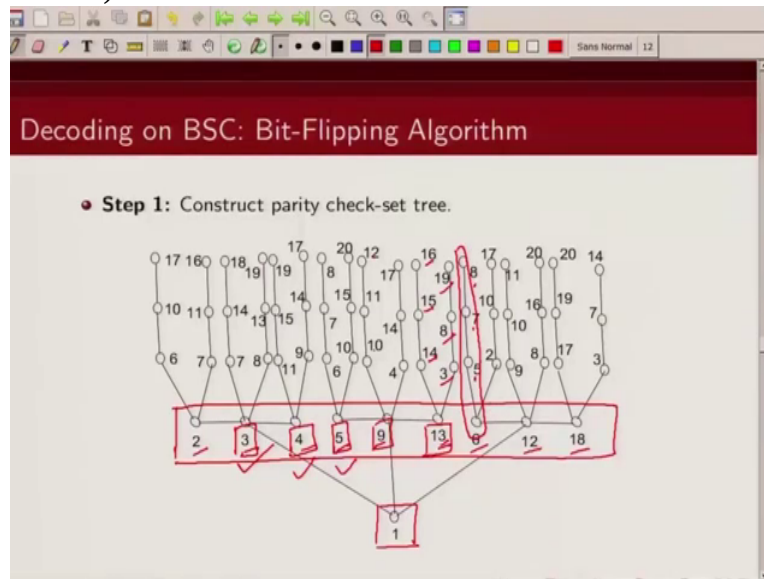 )
T
Sans Normal 12
Decoding on BSC: Bit-Flipping Algorithm
Step 1: Construct parity check-set tree.
17 16 18 19 19 17 8 20 12 17 16 19 8 17 11 20 20 14
10 11 14 13 15 14 7 15 11 14 15 8 7 10 10 16 19 7
6 7 7 8 11 9 6 10 10 4 14 3 5 2 9 8 17 3
2 3 4 5 9 13 12 18
1